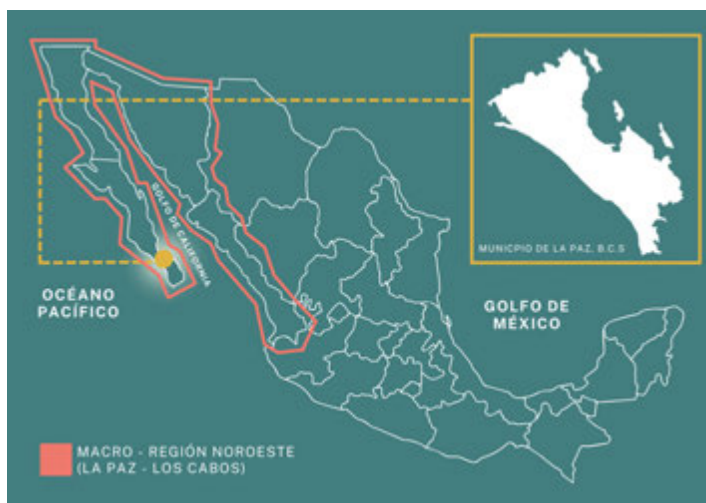 GOLFO DE CALIFORNIA
MUNICPIO DE LA PAZ, B.C.S
OCÉANO
PACÍFICO
GOLFO DE
MÉXICO
MACRO - REGIÓN NOROESTE
(LA PAZ - LOS CABOS)